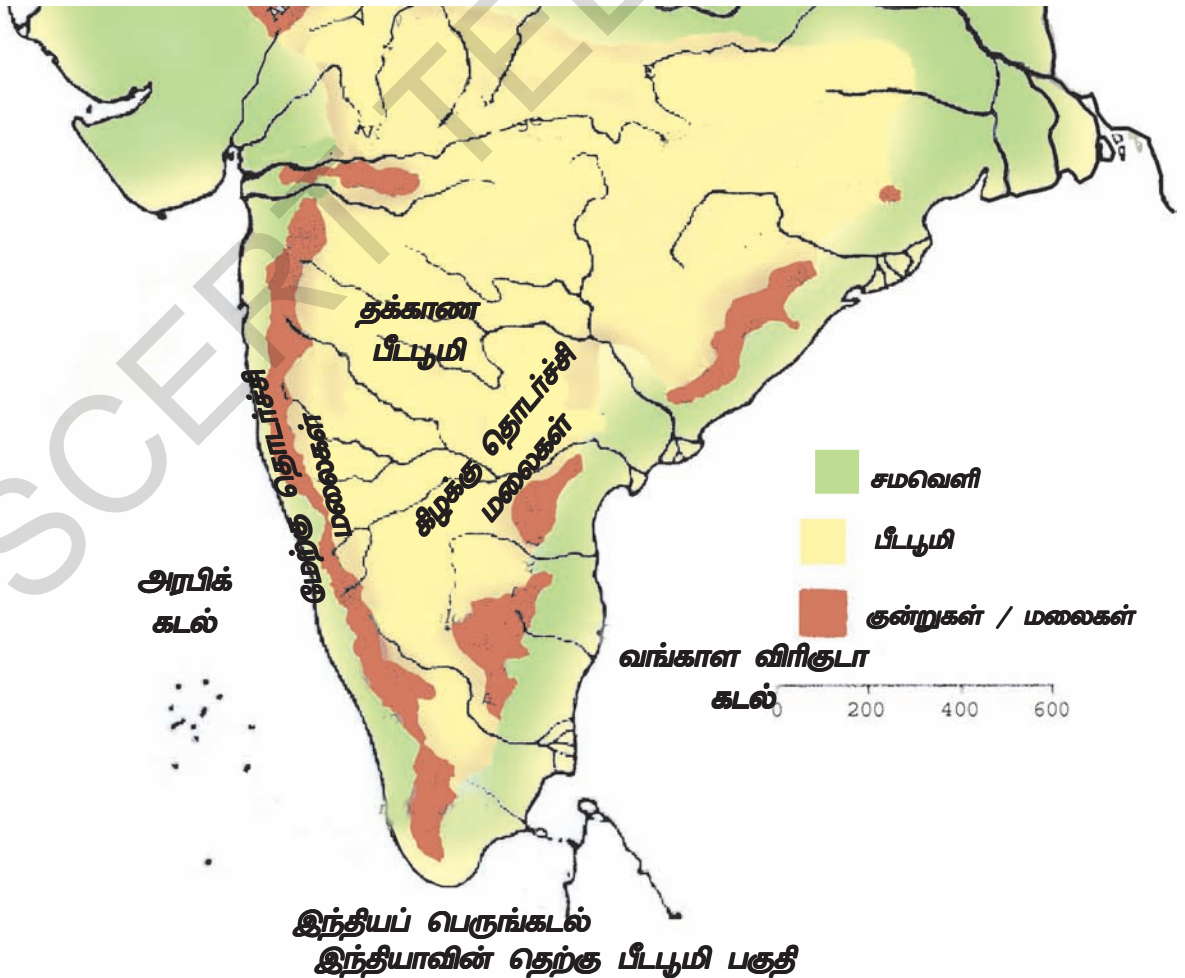 தக்காண
பீடபூமி
மேற்கு தொடர்ச்சி
மலைகள்
கிழக்கு தொடர்ச்சி
மலைகள்
சமவெளி
பீடபூமி
குன்றுகள் / மலைகள்
அரபிக்
கடல்
வங்காள விரிகுடா
கடல்
0 200 400 600
இந்தியப் பெருங்கடல்
இந்தியாவின் தெற்கு பீடபூமி பகுதி